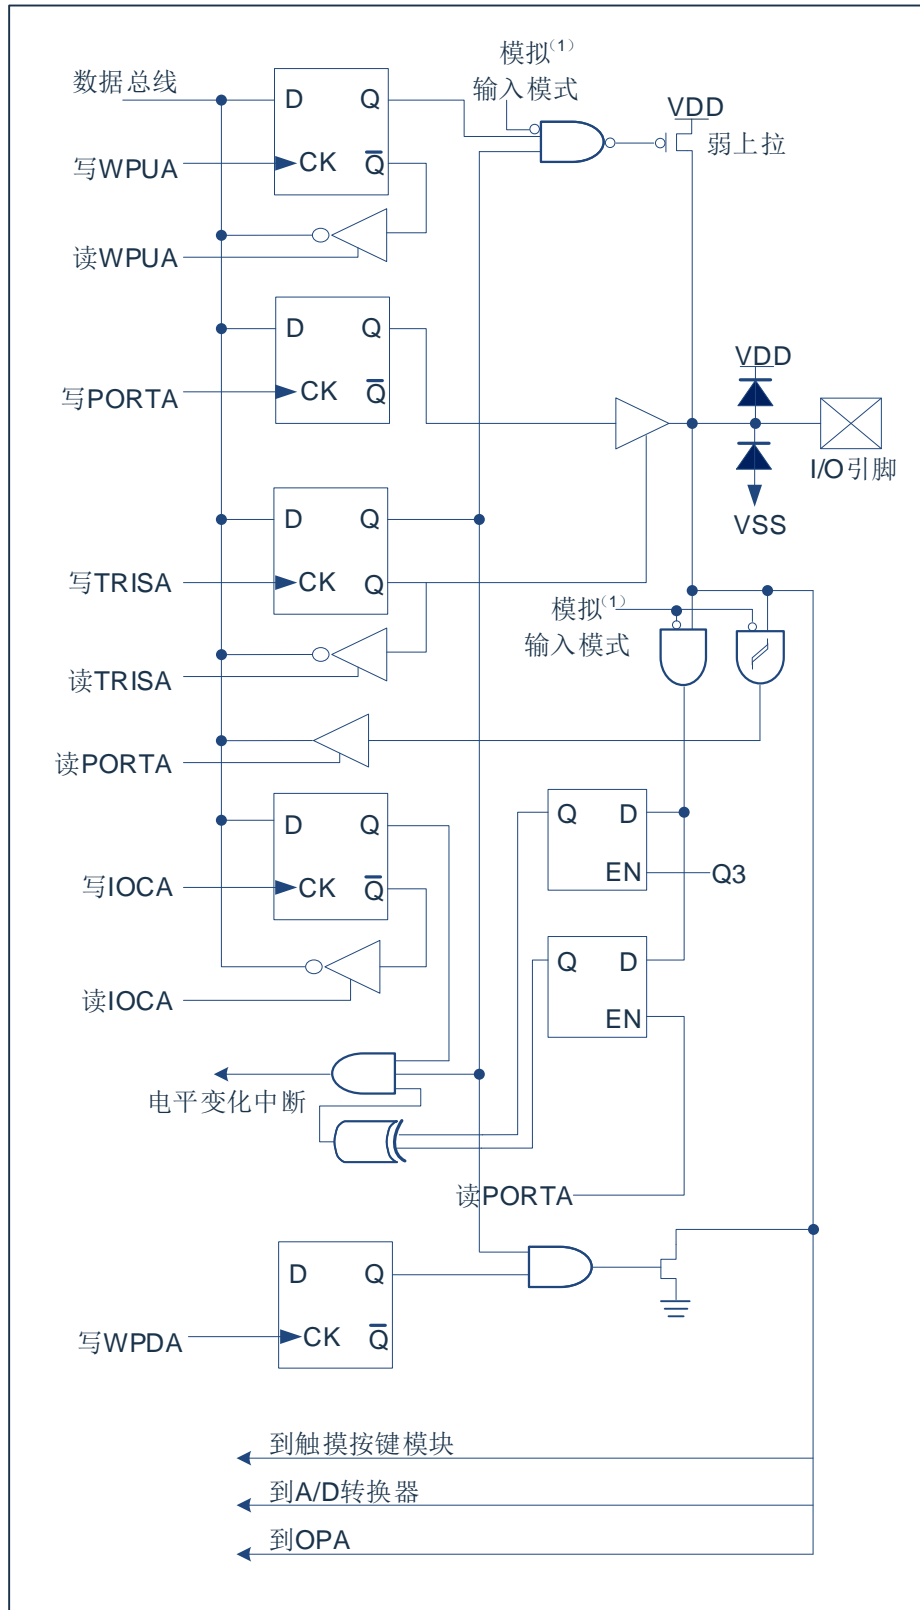 模拟(1)
输入模式
数据总线
D Q
VDD
弱上拉
写WPUA
CK Q
读WPUA
D Q
写PORTA
CK Q
VDD
I/O引脚
VSS
D Q
写TRISA
CK Q
模拟(1)
输入模式
读TRISA
读PORTA
D Q
Q D
写IOCA
CK Q
EN
Q3
读IOCA
Q D
EN
电平变化中断
读PORTA
D Q
写WPDA
CK Q
到触摸按键模块
到A/D转换器
到OPA